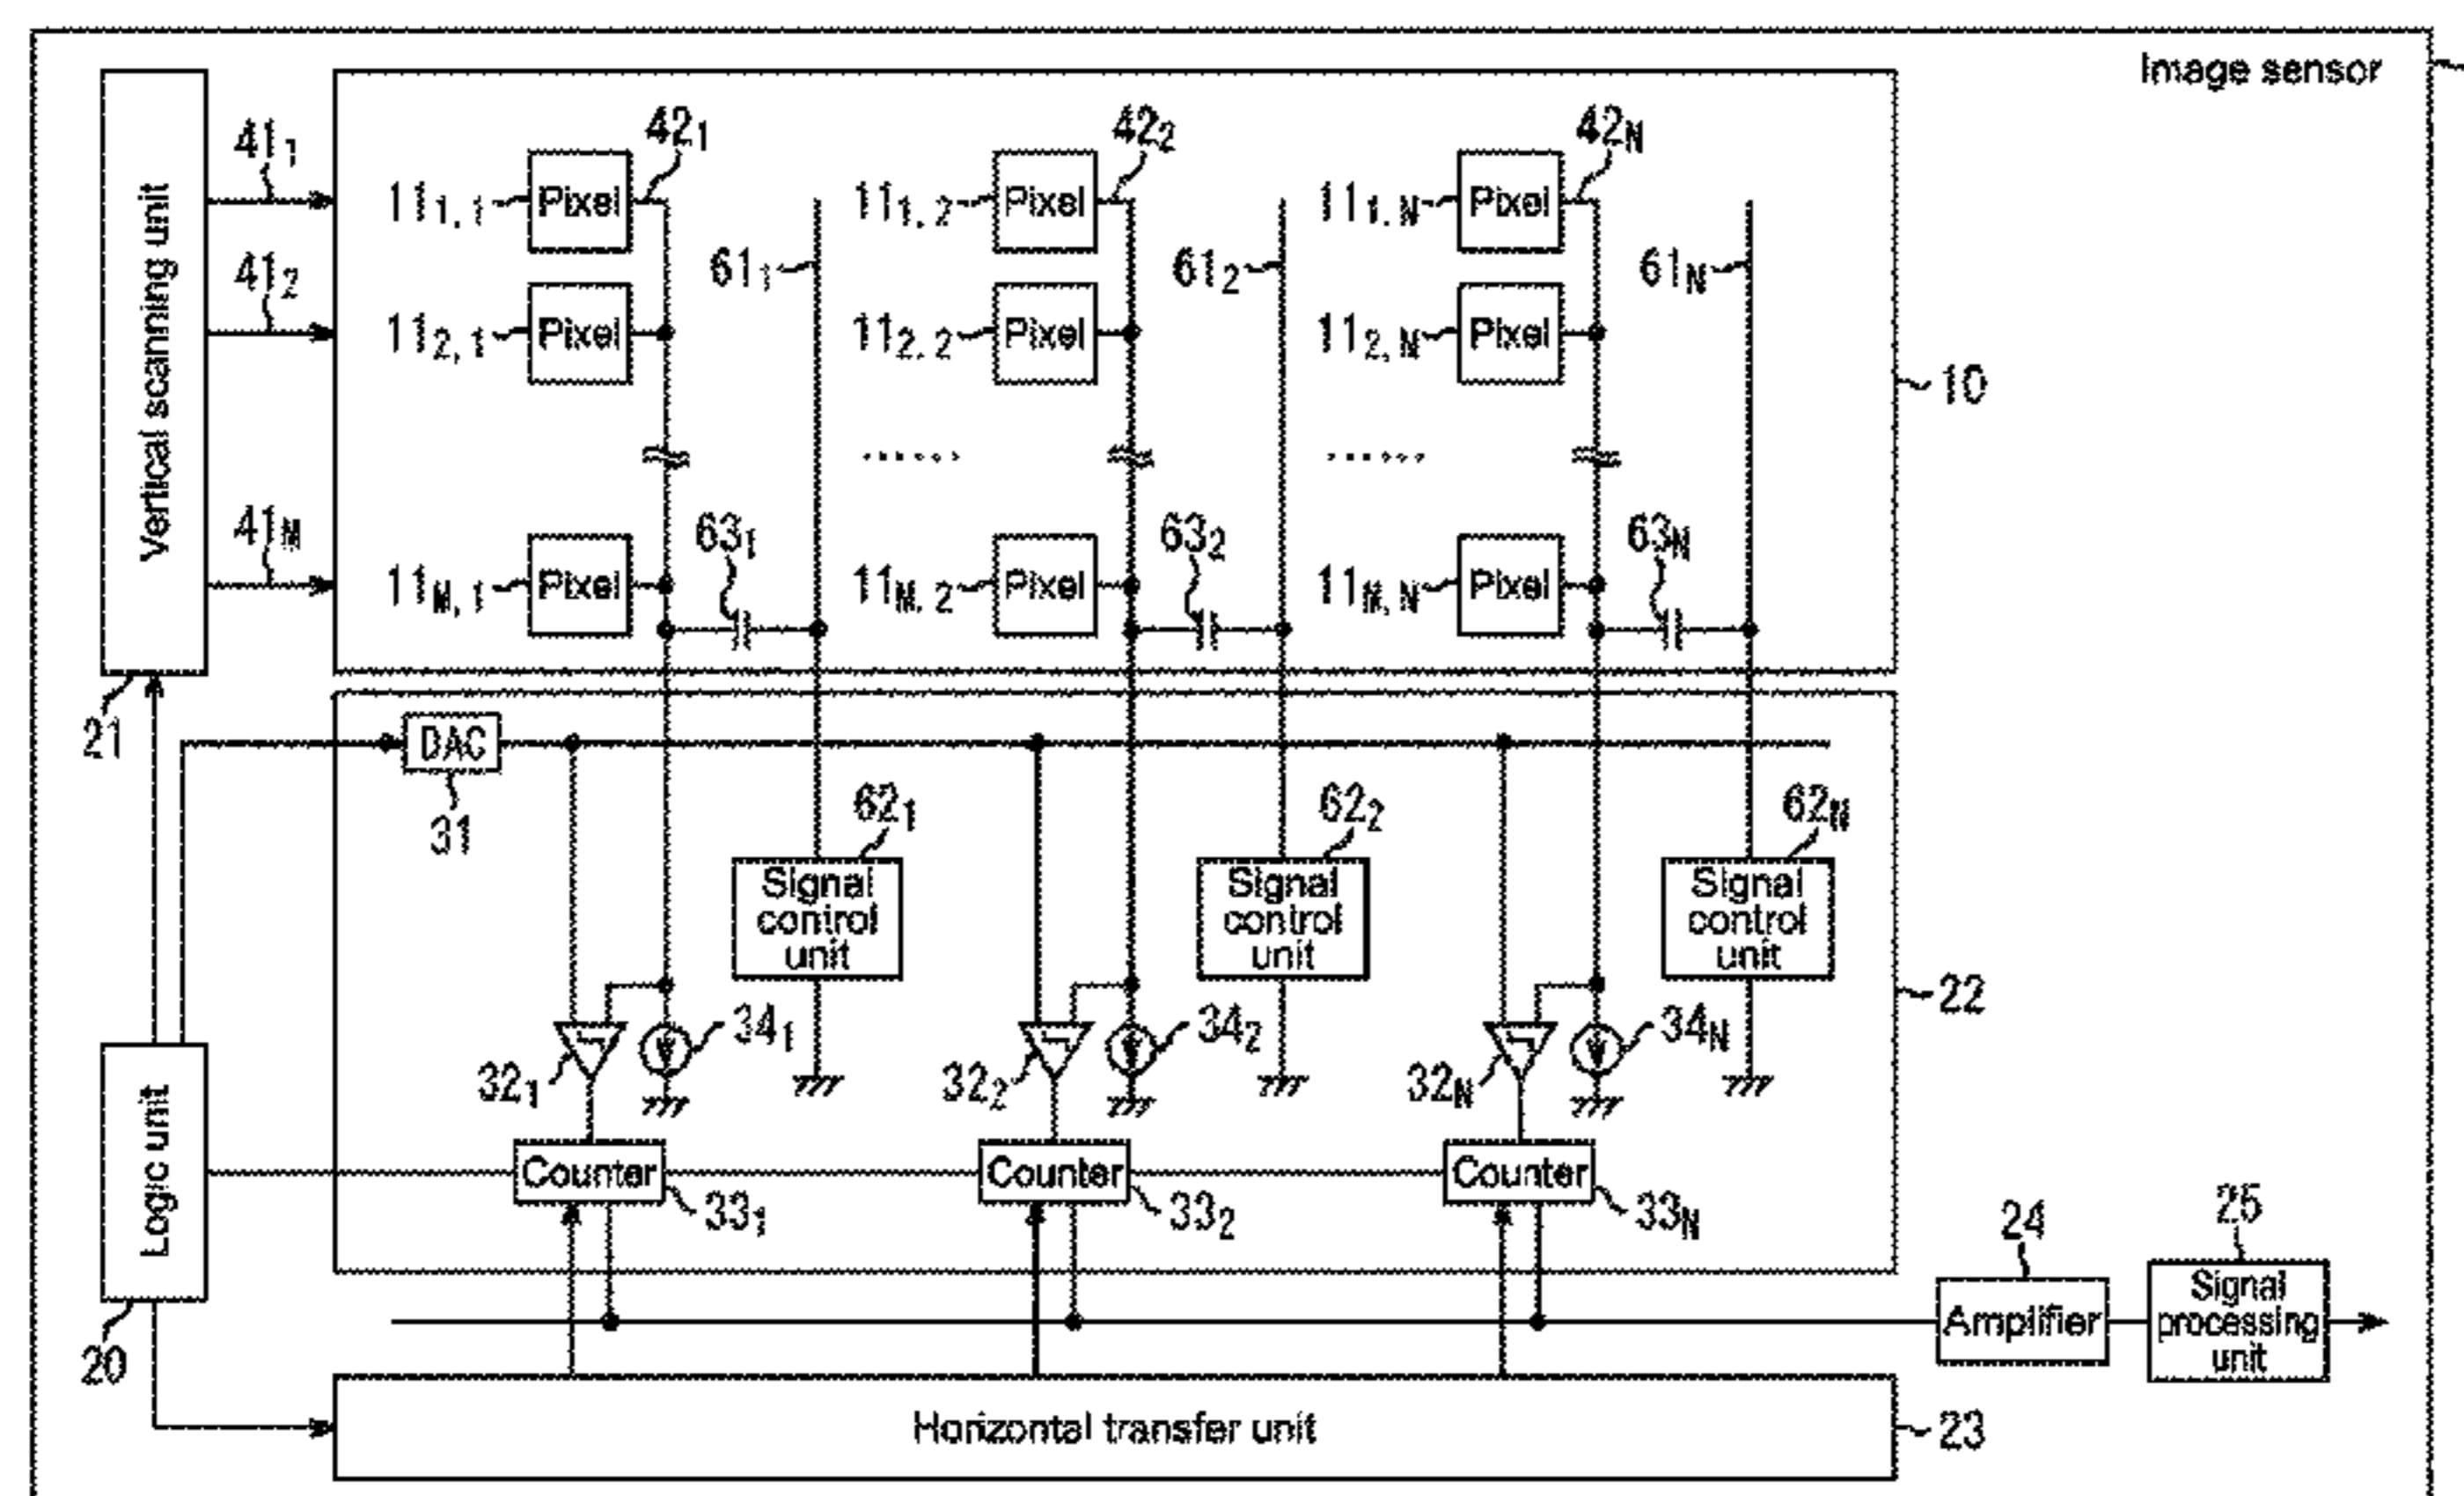 Image sensor
Vertical scanning unit
41₁
41₂
41M
42₁ 42₂ 42N
11₁,₁ Pixel 11₁,₂ Pixel 11₁,N Pixel
61₁ 61₂ 61N
11₂,₁ Pixel 11₂,₂ Pixel 11₂,N Pixel
10
......
......
63₁ 63₂ 63N
11M,₁ Pixel 11M,₂ Pixel 11M,N Pixel
21
DAC
31
62₁ 62₂ 62N
Signal
control
unit
Signal
control
unit
Signal
control
unit
22
34₁ 34₂ 34N
32₁ 32₂ 32N
Logic unit
Counter Counter Counter
33₁ 33₂ 33N
20
24
25
Amplifier
Signal
processing
unit
Horizontal transfer unit
23